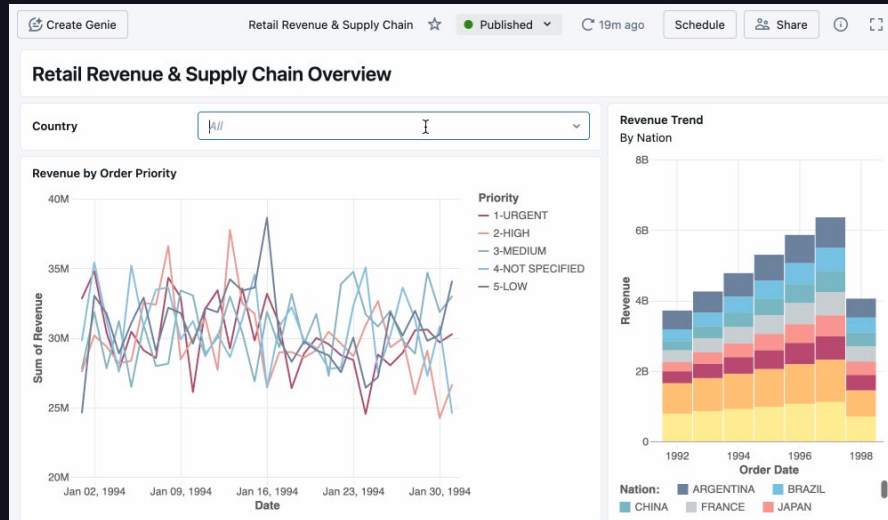 Create Genie
Retail Revenue & Supply Chain
Published
19m ago
Schedule
Share
Retail Revenue & Supply Chain Overview
Country
All
Revenue by Order Priority
40M
35M
30M
25M
20M
Sum of Revenue
Jan 02, 1994
Jan 09, 1994
Jan 16, 1994
Jan 23, 1994
Jan 30, 1994
Date
Priority
1-URGENT
2-HIGH
3-MEDIUM
4-NOT SPECIFIED
5-LOW
Revenue Trend
By Nation
8B
6B
4B
2B
0
Revenue
1992
1994
1996
1998
Order Date
Nation:
ARGENTINA
BRAZIL
CHINA
FRANCE
JAPAN